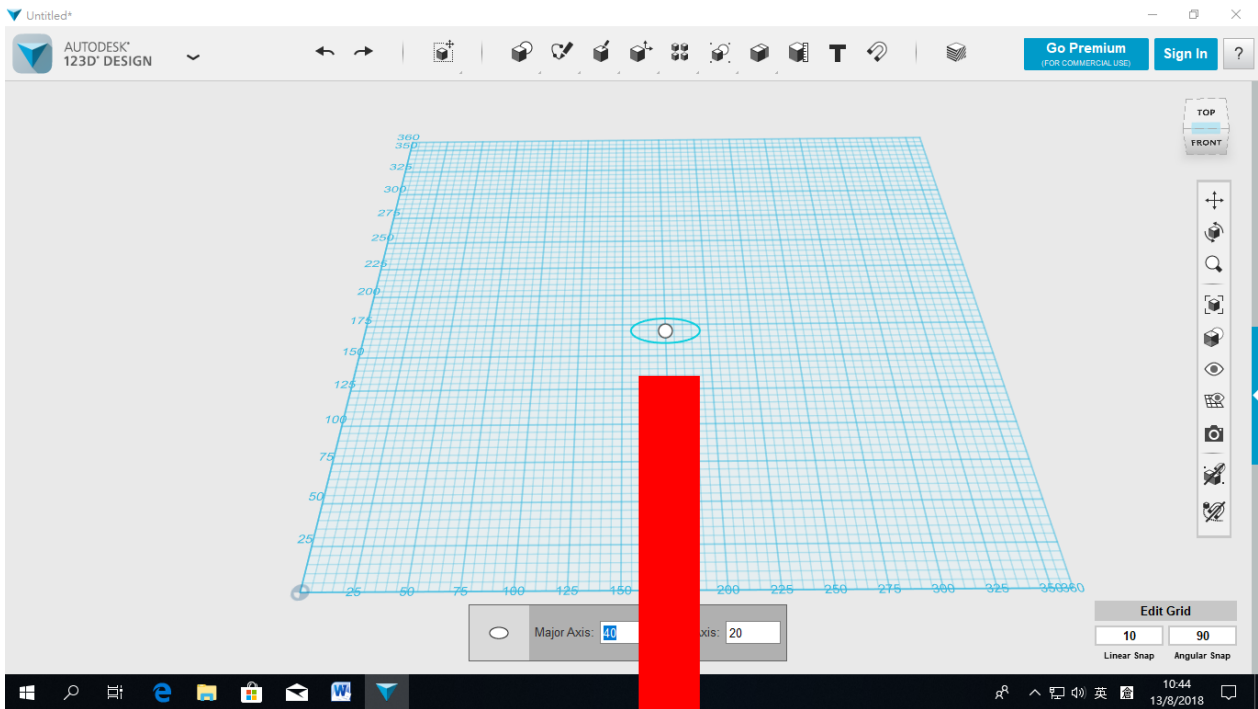 Untitled*
AUTODESK®
123D® DESIGN
T
Go Premium
(FOR COMMERCIAL USE)
Sign In
?
TOP
FRONT
360
350
325
300
275
250
225
200
175
150
125
100
75
50
25
25 50 75 100 125 150 200 225 250 275 300 325 350 360
Major Axis: 40 Axis: 20
Edit Grid
10 90
Linear Snap Angular Snap
W
英 倉
10:44
13/8/2018